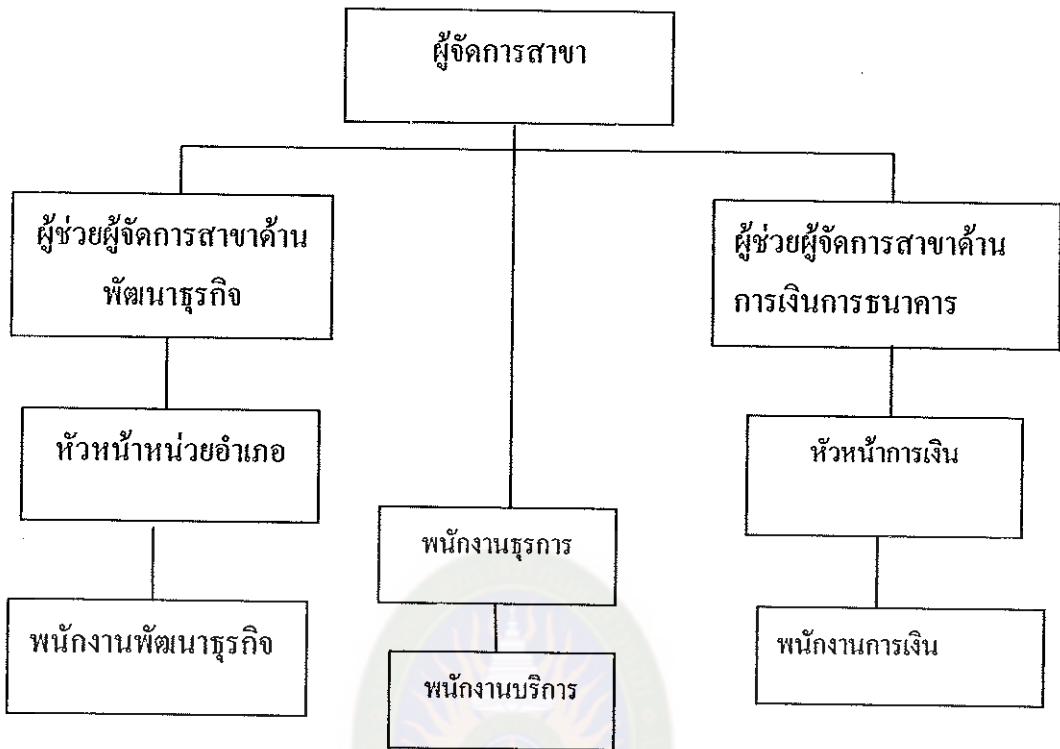 ผู้จัดการสาขา
ผู้ช่วยผู้จัดการสาขาด้าน
พัฒนาธุรกิจ
ผู้ช่วยผู้จัดการสาขาด้าน
การเงินการธนาคาร
หัวหน้าหน่วยอำเภอ
หัวหน้าการเงิน
พนักงานธุรการ
พนักงานพัฒนาธุรกิจ
พนักงานบริการ
พนักงานการเงิน